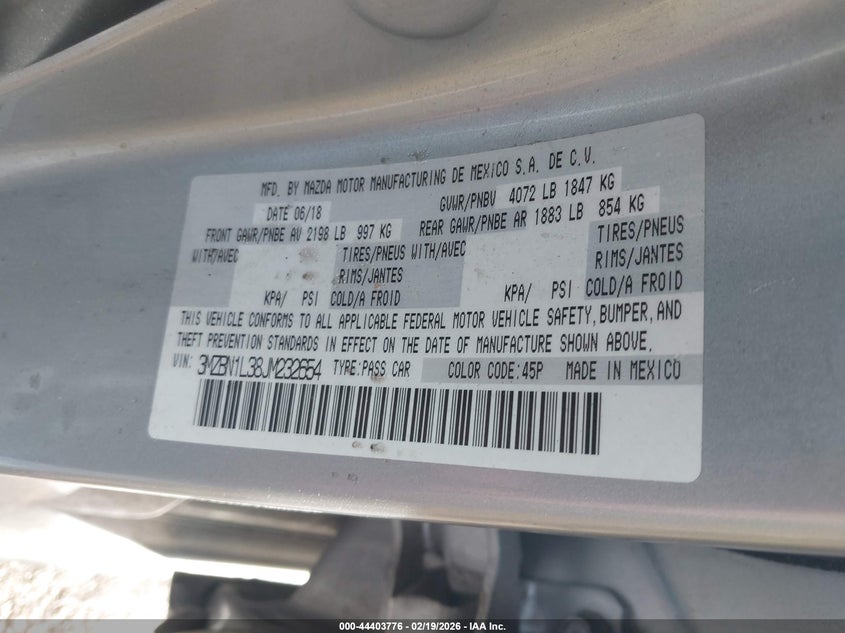 MFD. BY MAZDA MOTOR MANUFACTURING DE MEXICO S.A. DE C.V.
DATE 06/18 GVWR/PNBV 4072 LB 1847 KG
FRONT GAWR/PNBE AV 2198 LB 997 KG REAR GAWR/PNBE AR 1883 LB 854 KG
WITH/AVEC TIRES/PNEUS WITH/AVEC TIRES/PNEUS
RIMS/JANTES RIMS/JANTES
KPA/ PSI COLD/A FROID KPA/ PSI COLD/A FROID
THIS VEHICLE CONFORMS TO ALL APPLICABLE FEDERAL MOTOR VEHICLE SAFETY, BUMPER, AND
THEFT PREVENTION STANDARDS IN EFFECT ON THE DATE OF MANUFACTURE SHOWN ABOVE.
VIN: 3MZBN1L38JM232654 TYPE:PASS CAR COLOR CODE:45P MADE IN MEXICO
000-44403776 - 02/19/2026 - IAA Inc.